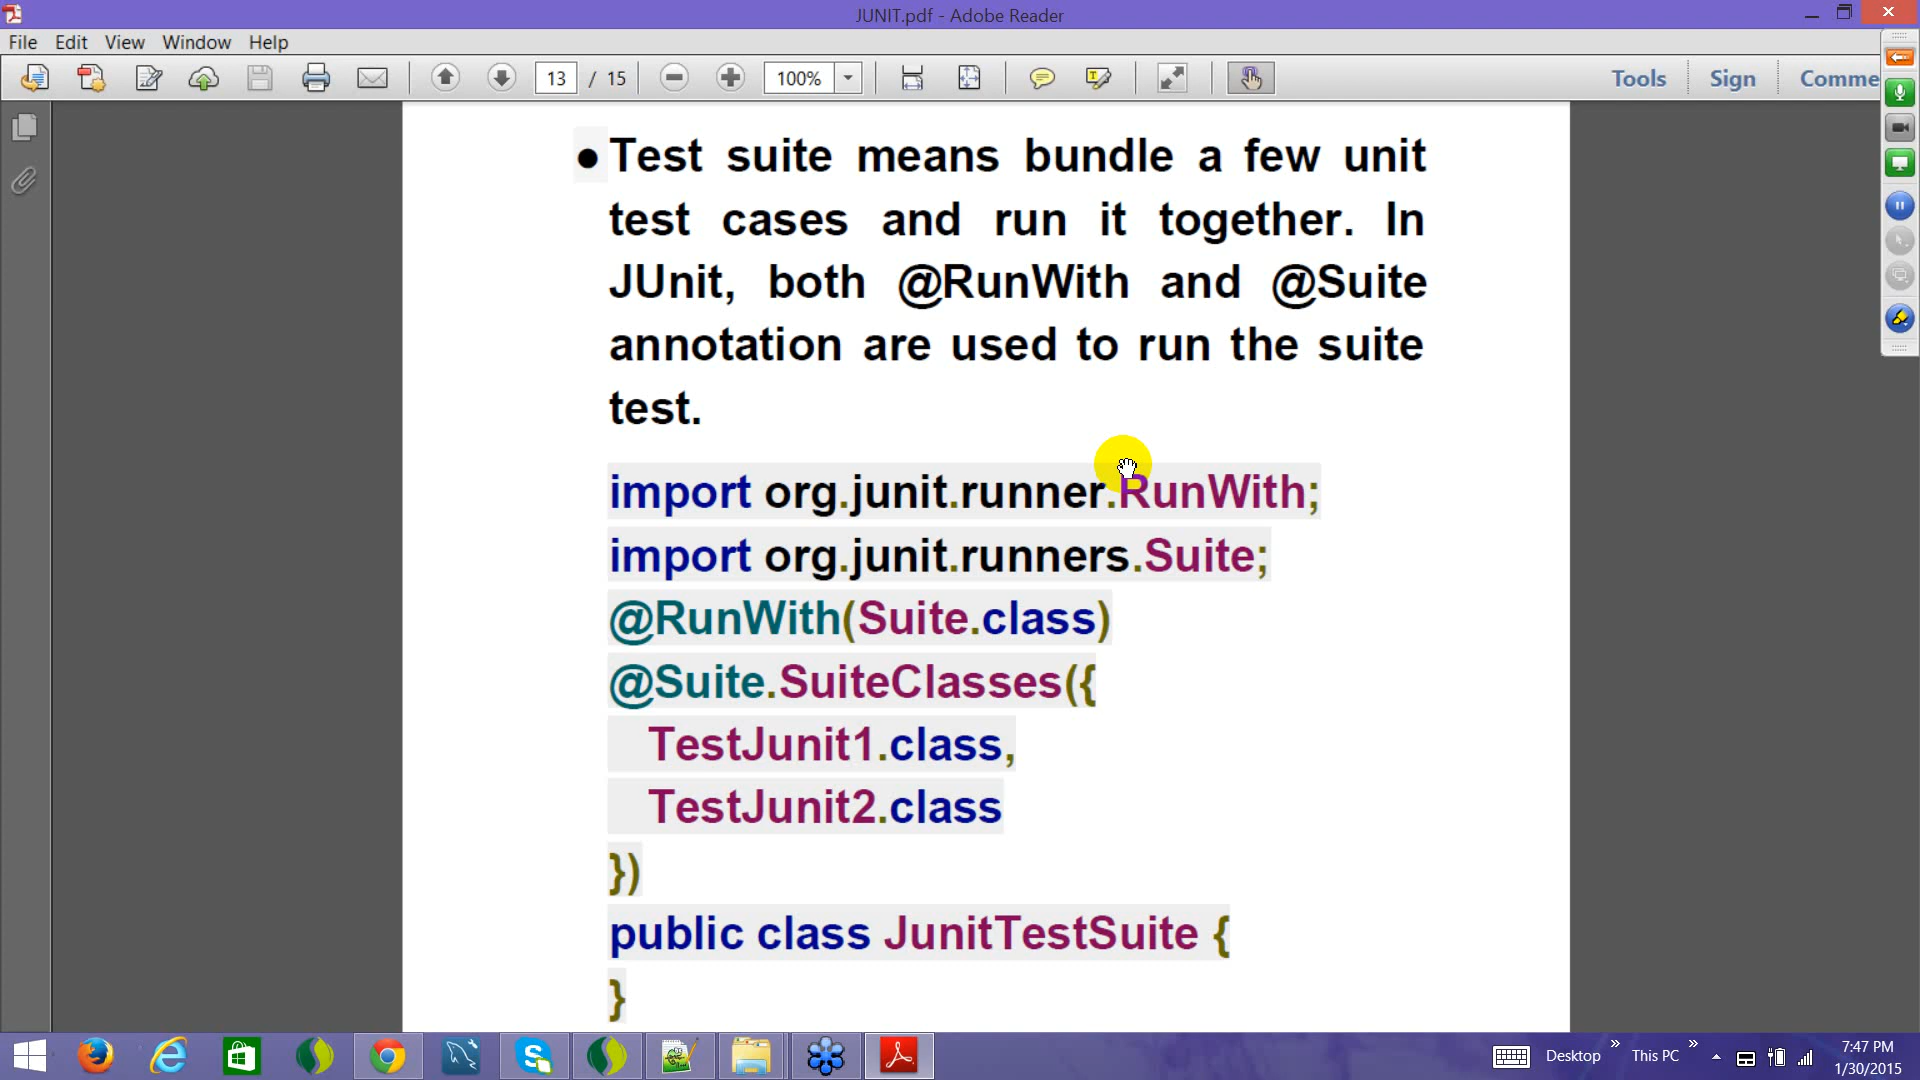 JUNIT.pdf - Adobe Reader
File Edit View Window Help
13 / 15 100% Tools Sign Comme
● Test suite means bundle a few unit
test cases and run it together. In
JUnit, both @RunWith and @Suite
annotation are used to run the suite
test.
import org.junit.runner.RunWith;
import org.junit.runners.Suite;
@RunWith(Suite.class)
@Suite.SuiteClasses({
TestJunit1.class,
TestJunit2.class
})
public class JunitTestSuite {
}
Desktop » This PC » 7:47 PM
1/30/2015